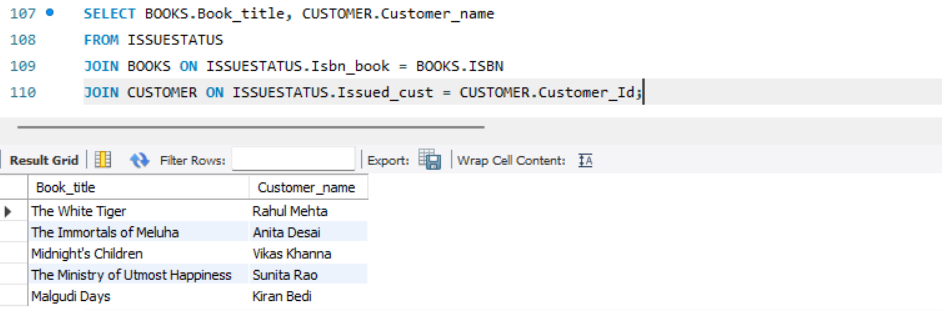 107 SELECT BOOKS.Book_title, CUSTOMER.Customer_name
108 FROM ISSUESTATUS
109 JOIN BOOKS ON ISSUESTATUS.Isbn_book = BOOKS.ISBN
110 JOIN CUSTOMER ON ISSUESTATUS.Issued_cust = CUSTOMER.Customer_Id;
Result Grid Filter Rows: Export: Wrap Cell Content: IA
Book_title Customer_name
The White Tiger Rahul Mehta
The Immortals of Meluha Anita Desai
Midnight's Children Vikas Khanna
The Ministry of Utmost Happiness Sunita Rao
Malgudi Days Kiran Bedi